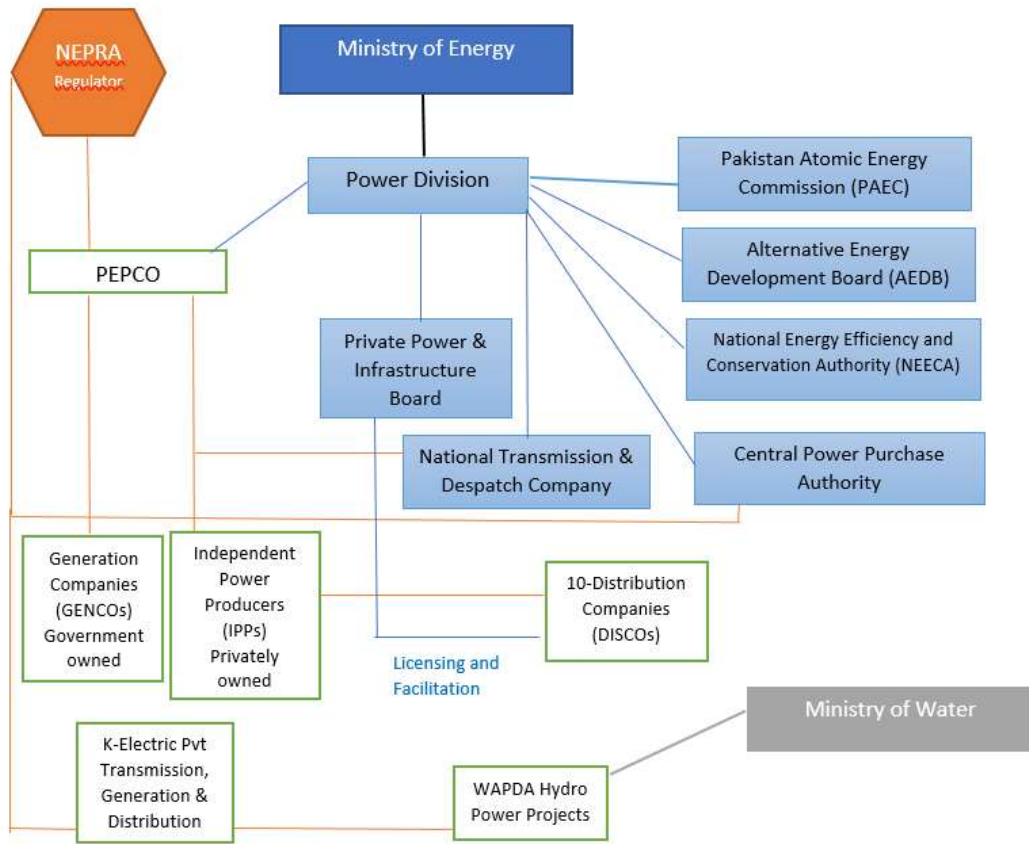 NEPRA
Regulator
Ministry of Energy
Power Division
Pakistan Atomic Energy
Commission (PAEC)
Alternative Energy
Development Board (AEDB)
PEPCO
Private Power &
Infrastructure
Board
National Energy Efficiency and
Conservation Authority (NEECA)
National Transmission &
Despatch Company
Central Power Purchase
Authority
Generation
Companies
(GENCOs)
Government
owned
Independent
Power
Producers
(IPPs)
Privately
owned
10-Distribution
Companies
(DISCOs)
Licensing and
Facilitation
Ministry of Water
K-Electric Pvt
Transmission,
Generation &
Distribution
WAPDA Hydro
Power Projects